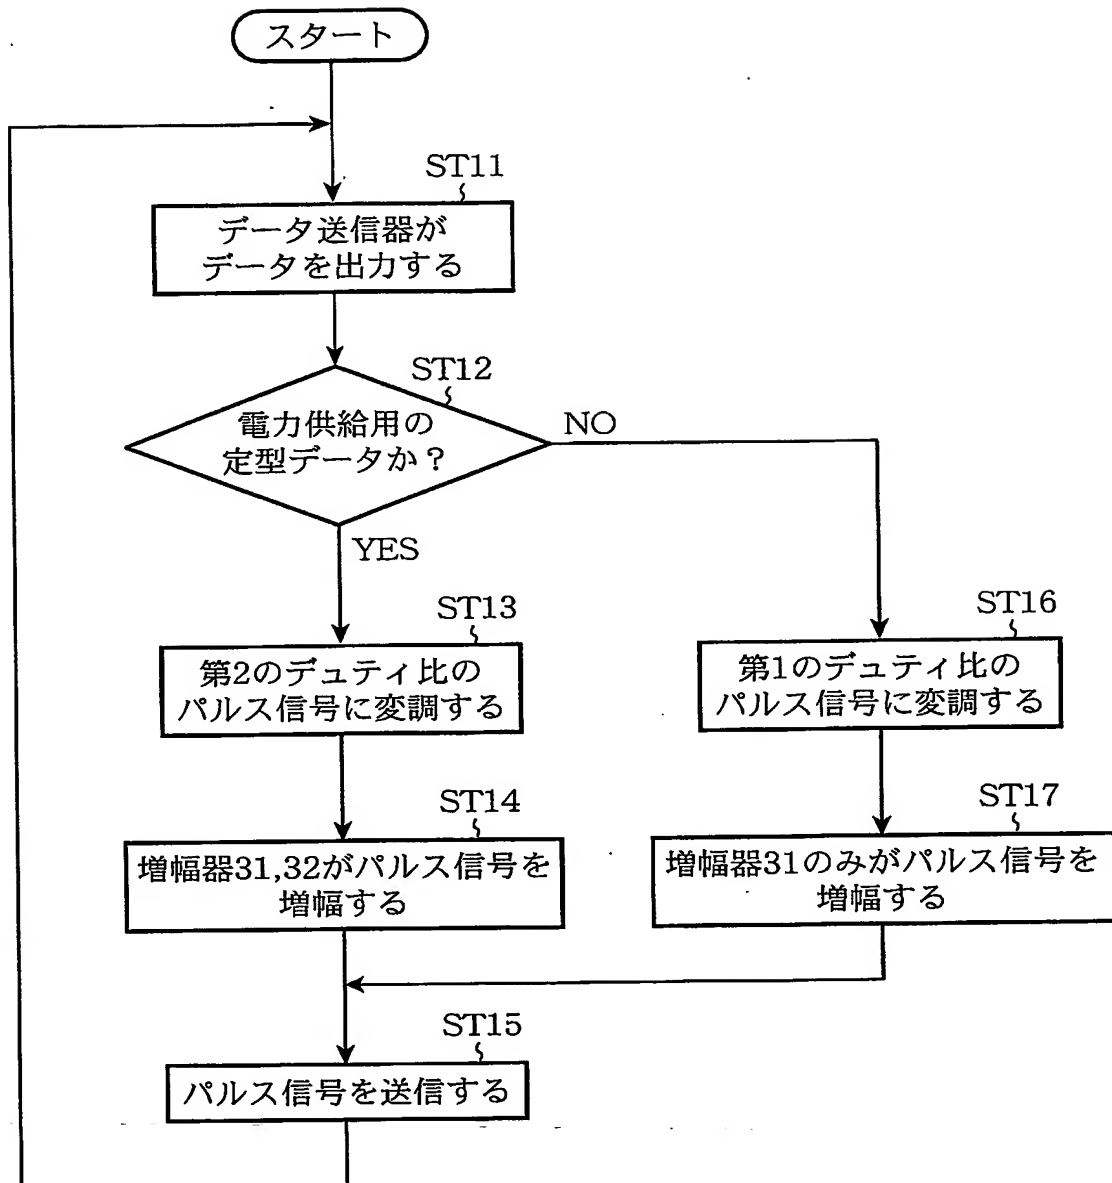 スタート
ST11
データ送信器が
データを出力する
ST12
電力供給用の
定型データか？
NO
YES
ST13
第2のデュティ比の
パルス信号に変調する
ST16
第1のデュティ比の
パルス信号に変調する
ST14
増幅器31,32がパルス信号を
増幅する
ST17
増幅器31のみがパルス信号を
増幅する
ST15
パルス信号を送信する